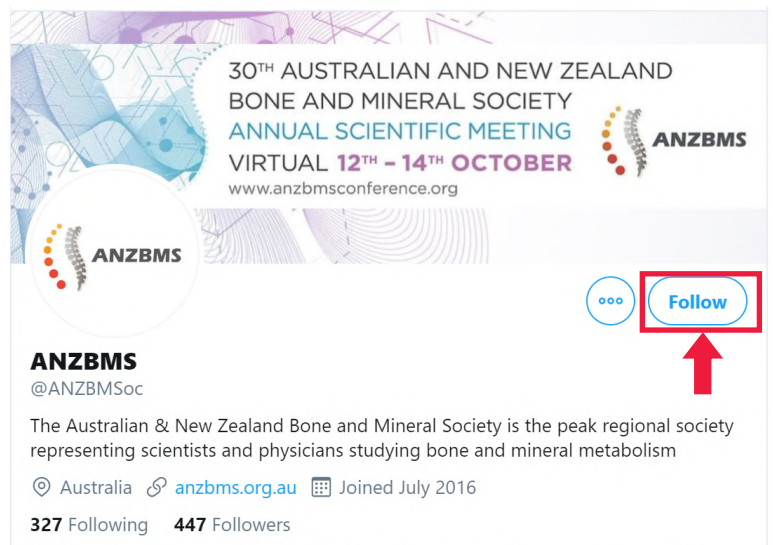 30TH AUSTRALIAN AND NEW ZEALAND
BONE AND MINERAL SOCIETY
ANNUAL SCIENTIFIC MEETING
VIRTUAL 12TH – 14TH OCTOBER
www.anzbmsconference.org
ANZBMS
ANZBMS
Follow
ANZBMS
@ANZBMSoc
The Australian & New Zealand Bone and Mineral Society is the peak regional society
representing scientists and physicians studying bone and mineral metabolism
Australia anzbms.org.au Joined July 2016
327 Following 447 Followers